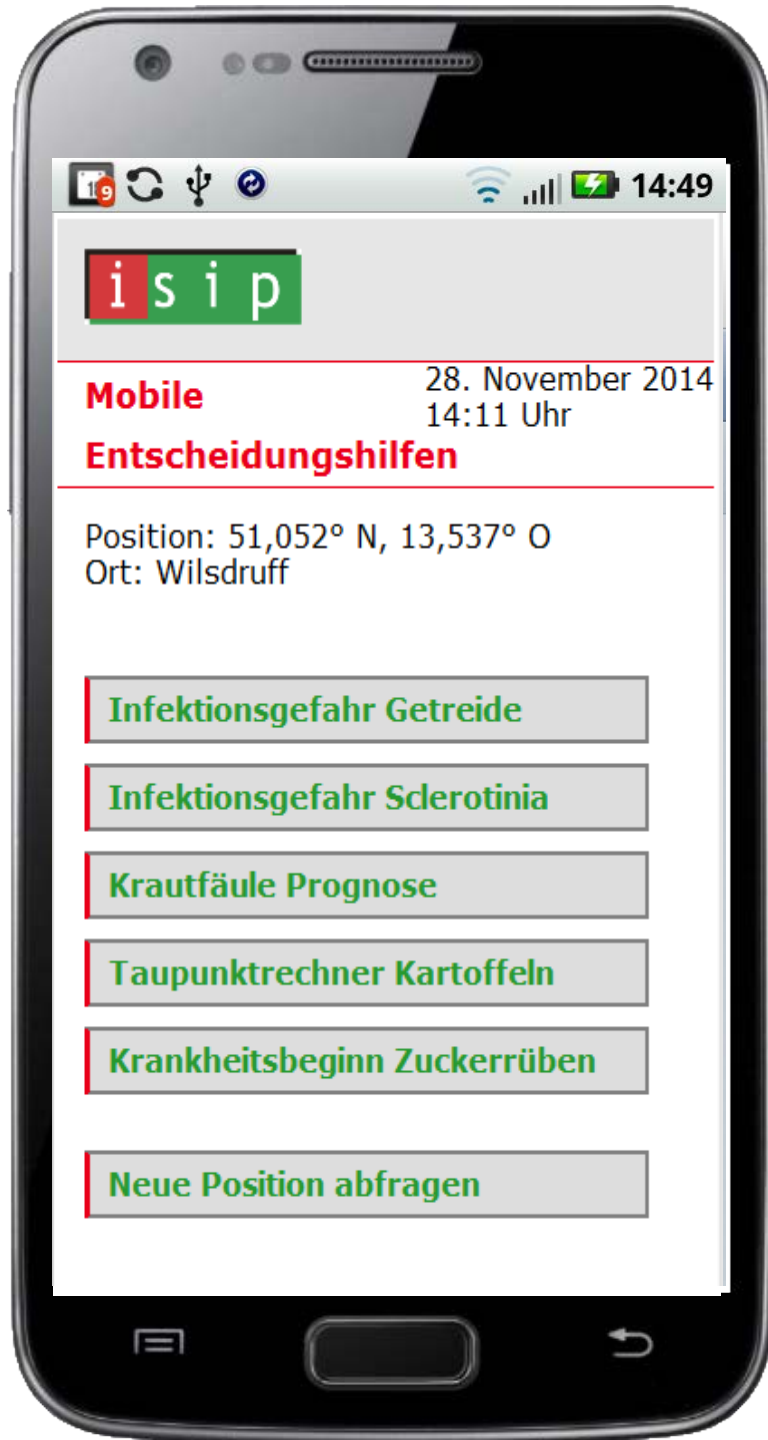 14:49
isip
Mobile
28. November 2014
14:11 Uhr
Entscheidungshilfen
Position: 51,052° N, 13,537° O
Ort: Wilsdruff
Infektionsgefahr Getreide
Infektionsgefahr Sclerotinia
Krautfäule Prognose
Taupunktrechner Kartoffeln
Krankheitsbeginn Zuckerrüben
Neue Position abfragen